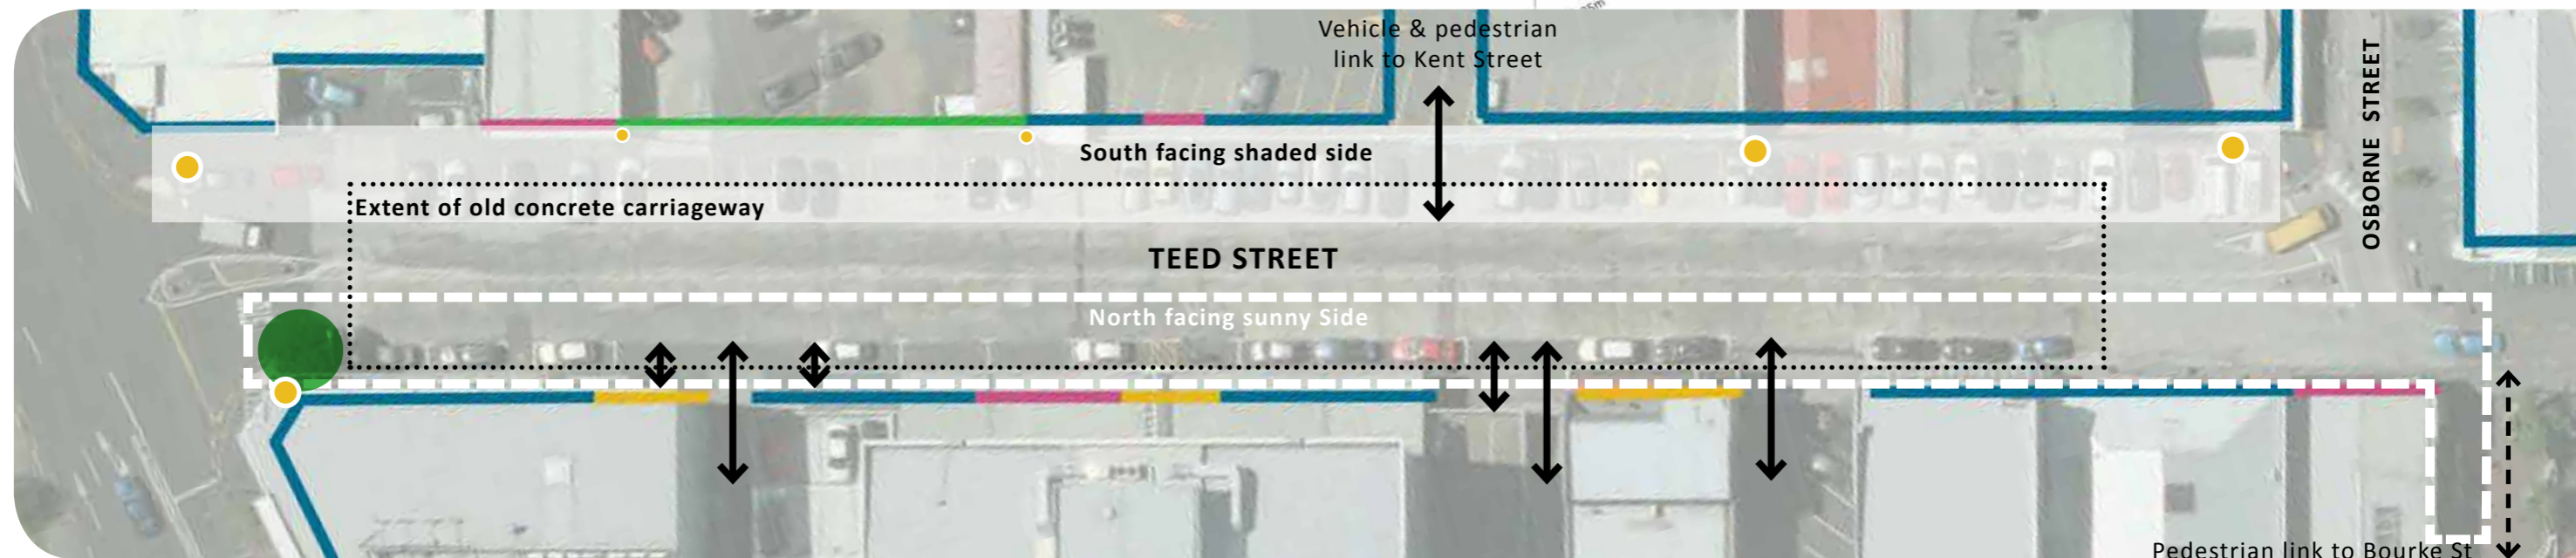 Vehicle & pedestrian
link to Kent Street
OSBORNE STREET
South facing shaded side
Extent of old concrete carriageway
TEED STREET
North facing sunny Side
Pedestrian link to Bourke St